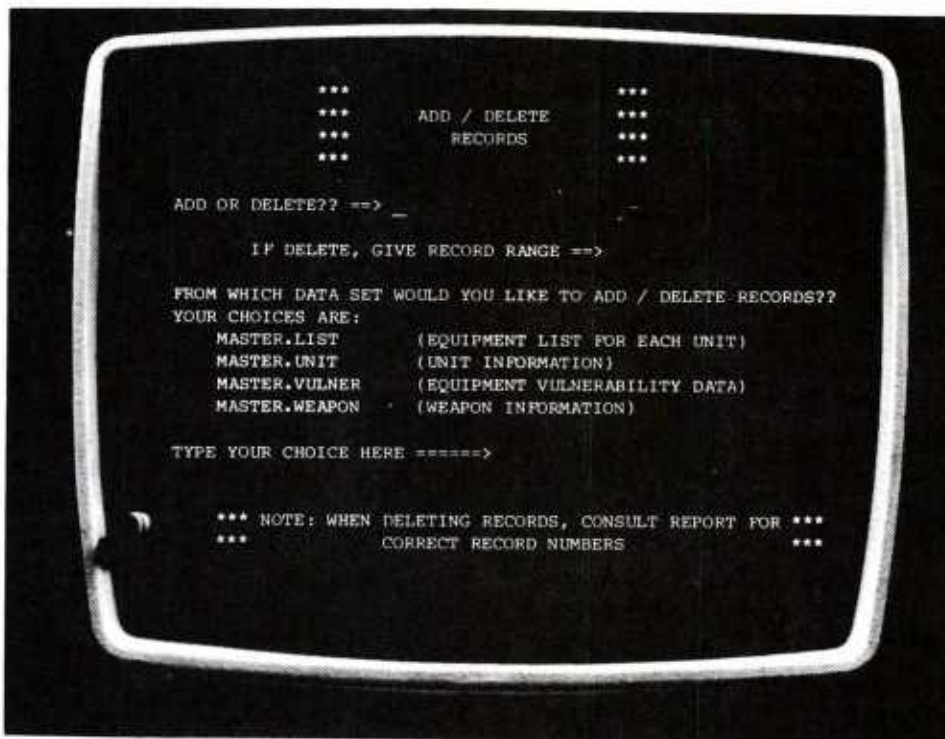 *** ***
*** ADD / DELETE ***
*** RECORDS ***
*** ***
ADD OR DELETE?? ==> _
IF DELETE, GIVE RECORD RANGE ==>
FROM WHICH DATA SET WOULD YOU LIKE TO ADD / DELETE RECORDS??
YOUR CHOICES ARE:
MASTER.LIST (EQUIPMENT LIST FOR EACH UNIT)
MASTER.UNIT (UNIT INFORMATION)
MASTER.VULNER (EQUIPMENT VULNERABILITY DATA)
MASTER.WEAPON (WEAPON INFORMATION)
TYPE YOUR CHOICE HERE ======>
*** NOTE: WHEN DELETING RECORDS, CONSULT REPORT FOR ***
*** CORRECT RECORD NUMBERS ***